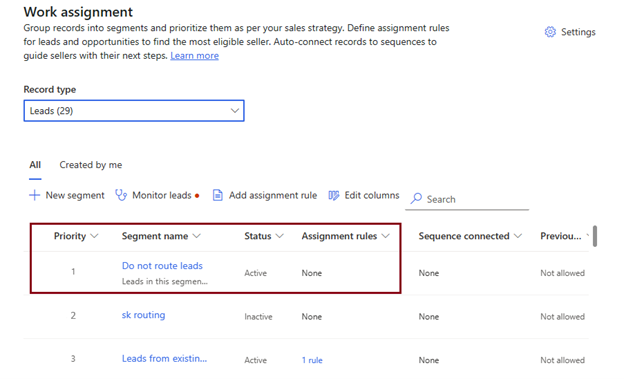 Work assignment
Group records into segments and prioritize them as per your sales strategy. Define assignment rules
for leads and opportunities to find the most eligible seller. Auto-connect records to sequences to
guide sellers with their next steps. Learn more
Settings
Record type
Leads (29)
All Created by me
New segment Monitor leads Add assignment rule Edit columns Search
Priority Segment name Status Assignment rules Sequence connected Previou...
1 Do not route leads Active None None Not allowed
Leads in this segmen...
2 sk routing Inactive None None Not allowed
3 Leads from existin... Active 1 rule None Not allowed